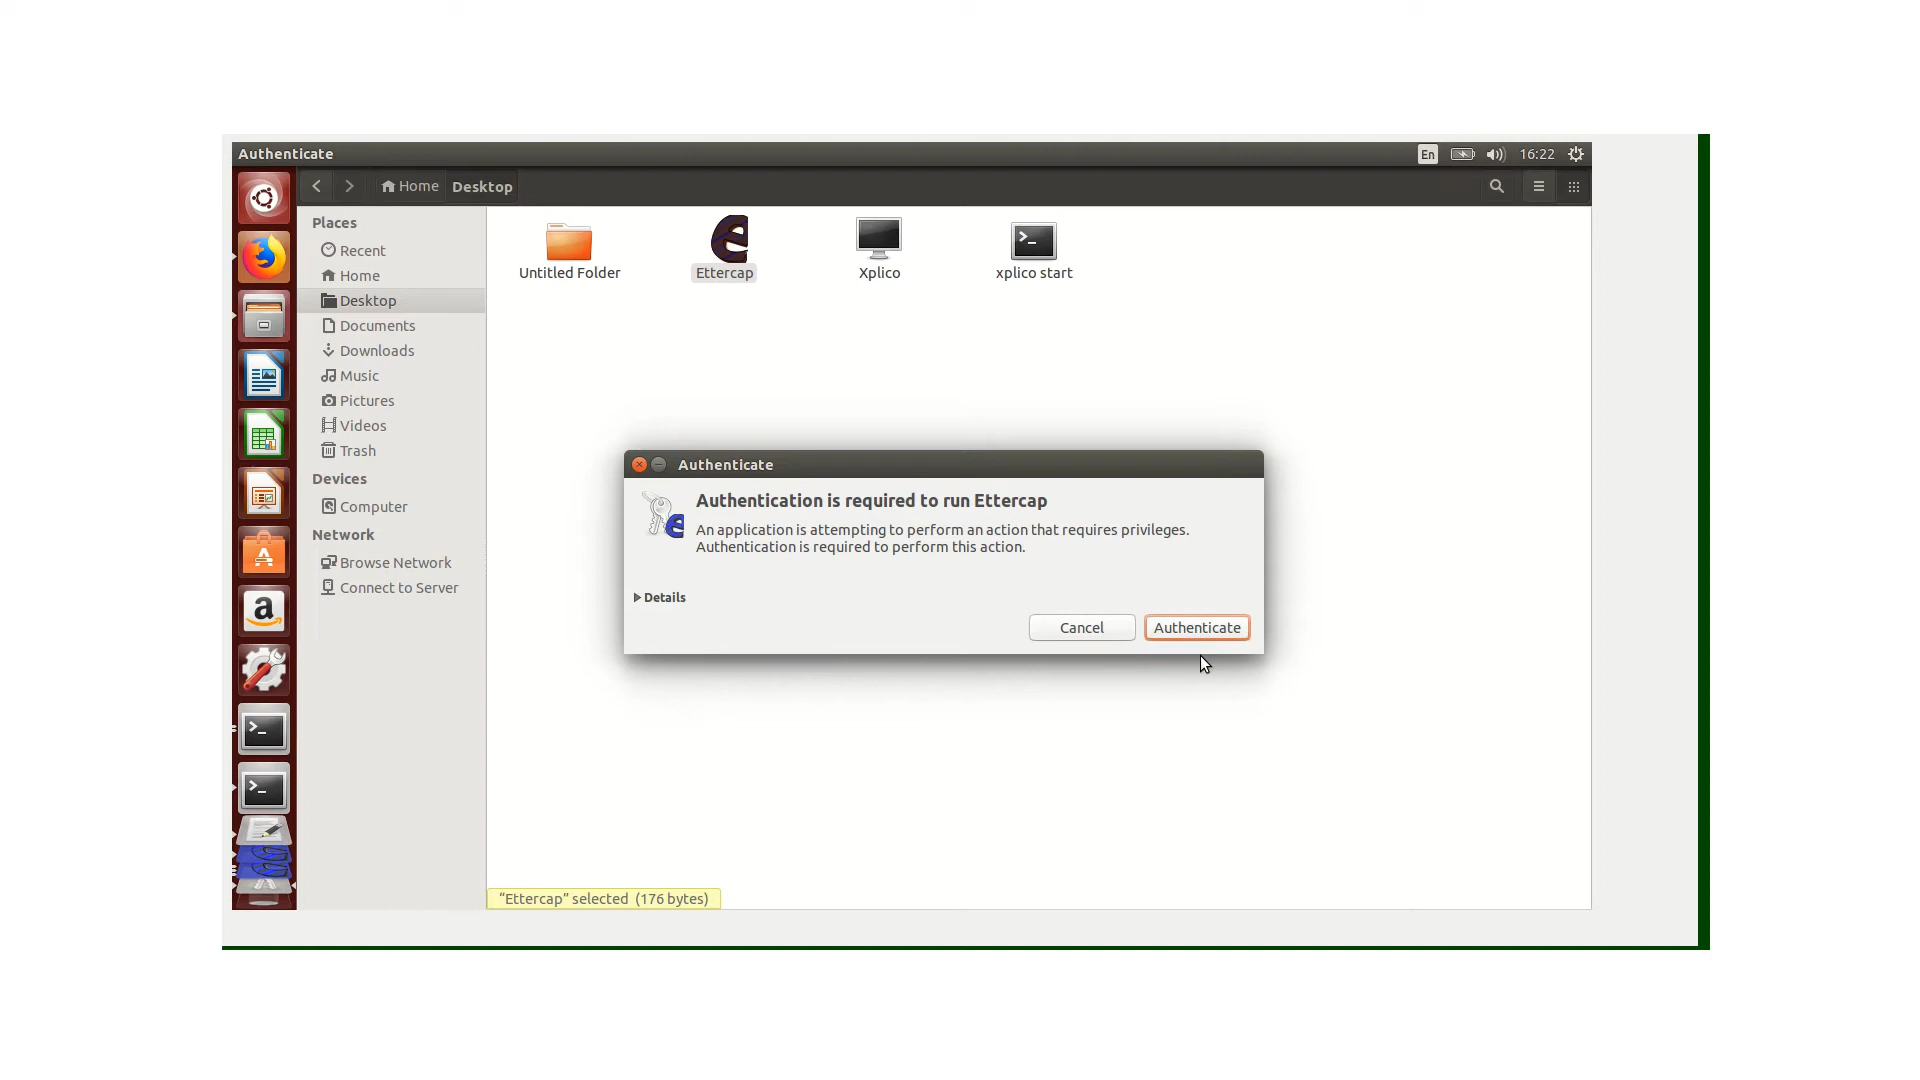 Authenticate
En
16:22
Home
Desktop
Places
Recent
Home
Desktop
Documents
Downloads
Music
Pictures
Videos
Trash
Devices
Computer
Network
Browse Network
Connect to Server
Untitled Folder
Ettercap
Xplico
xplico start
Authenticate
Authentication is required to run Ettercap
An application is attempting to perform an action that requires privileges.
Authentication is required to perform this action.
Details
Cancel
Authenticate
“Ettercap” selected (176 bytes)